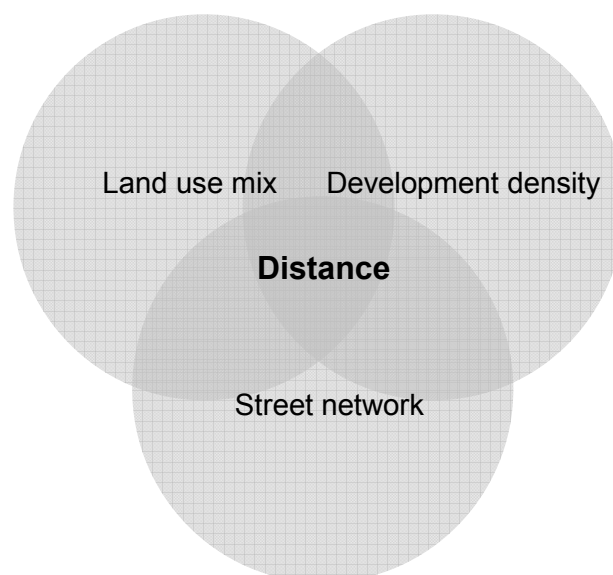 Land use mix
Development density
Distance
Street network